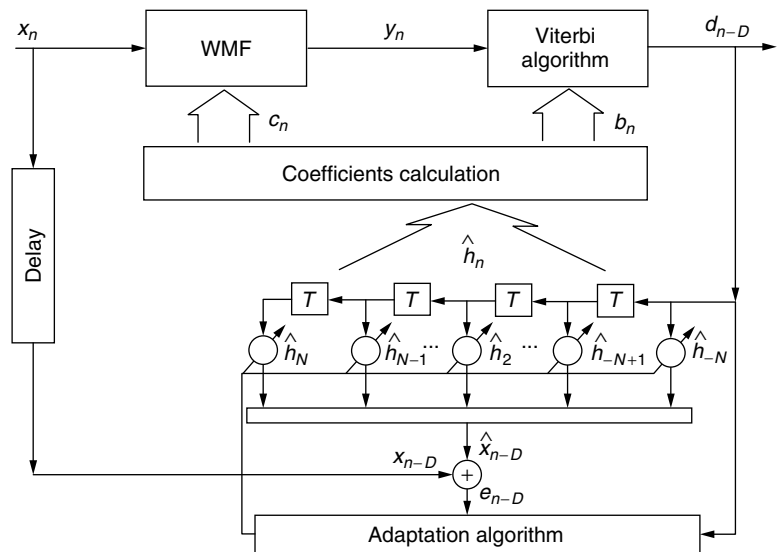 x_n
WMF
y_n
Viterbi
algorithm
d_{n−D}
c_n
b_n
Coefficients calculation
Delay
ĥ_n
T T T T
ĥ_N ĥ_{N−1} ... ĥ_2 ... ĥ_{−N+1} ĥ_{−N}
x̂_{n−D}
x_{n−D}
+
e_{n−D}
Adaptation algorithm